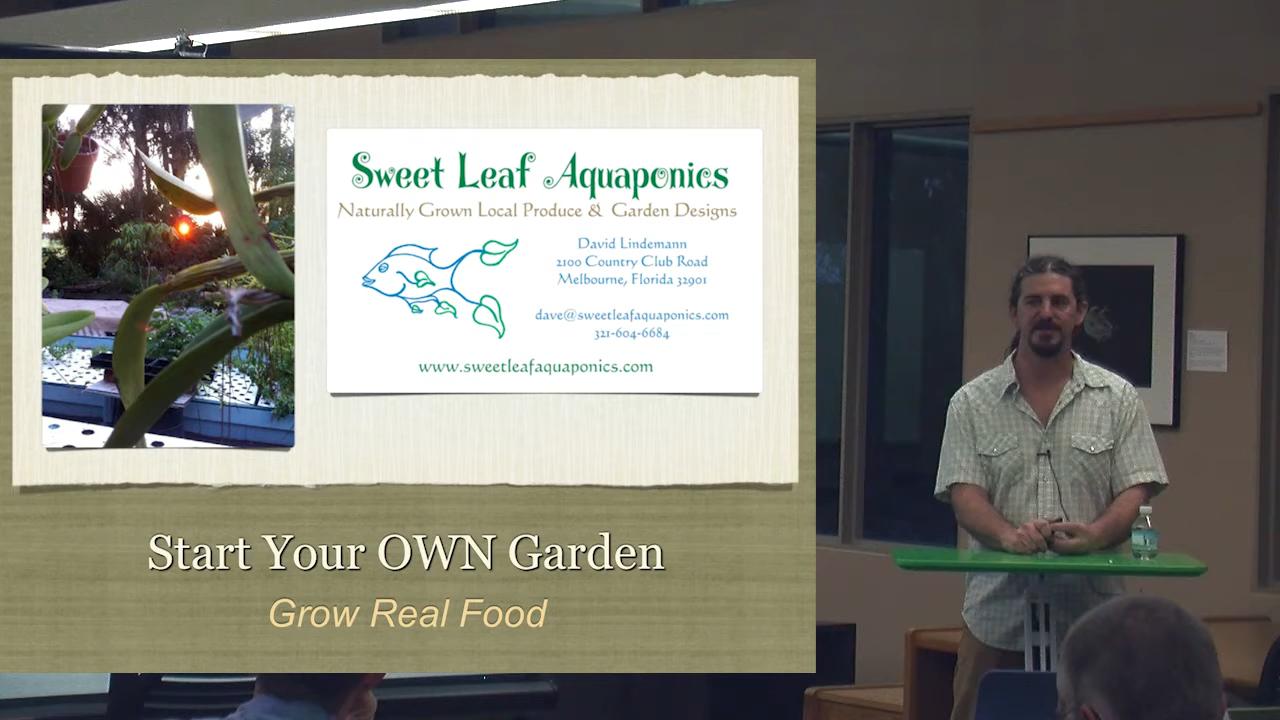 Sweet Leaf Aquaponics
Naturally Grown Local Produce & Garden Designs
David Lindemann
2100 Country Club Road
Melbourne, Florida 32901
dave@sweetleafaquaponics.com
321-604-6684
www.sweetleafaquaponics.com
Start Your OWN Garden
Grow Real Food